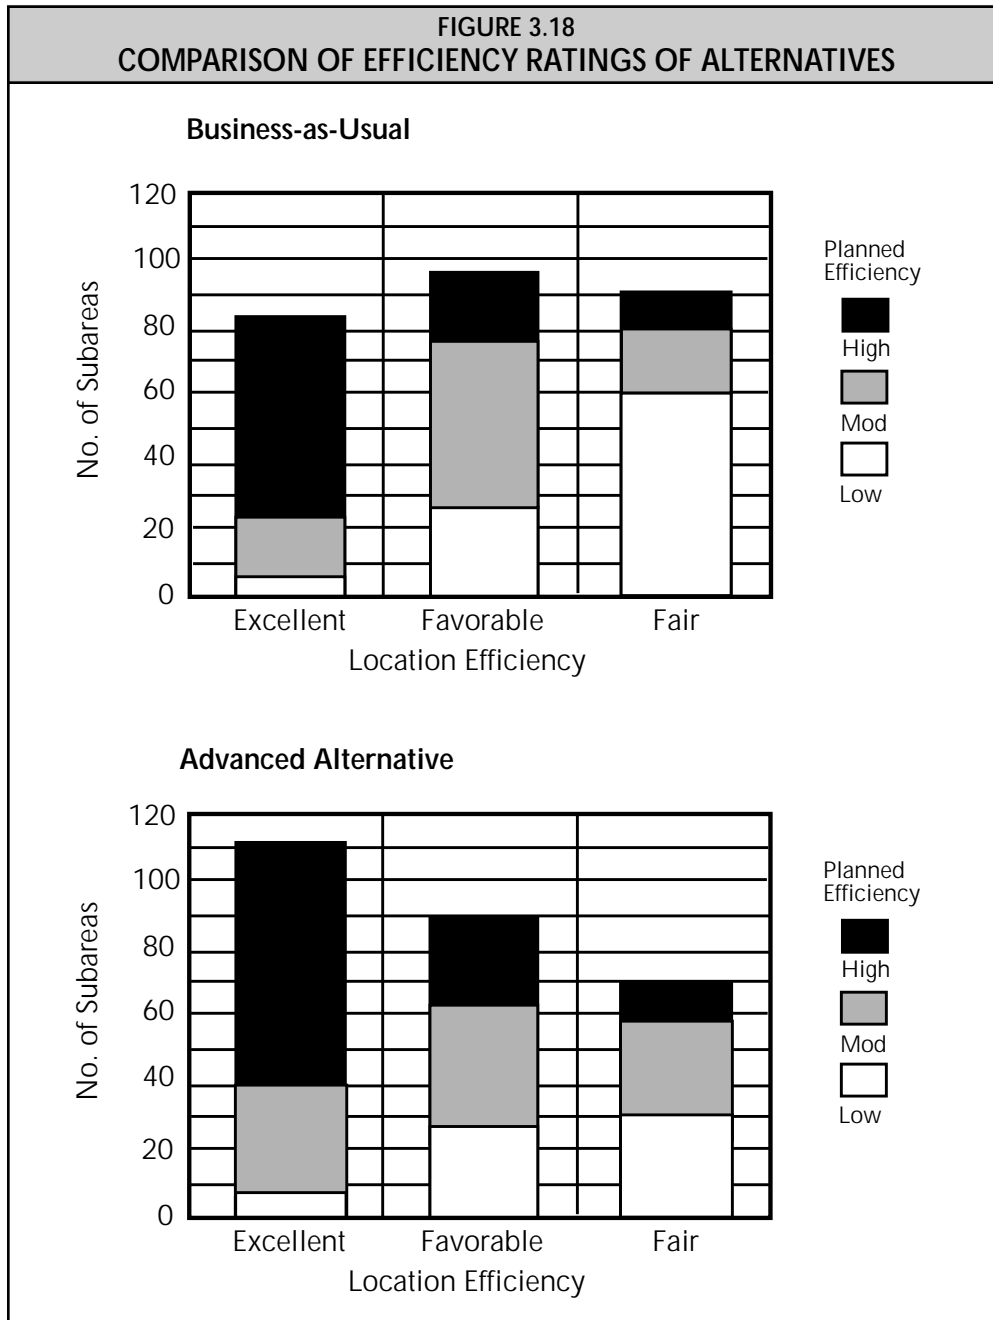 FIGURE 3.18
COMPARISON OF EFFICIENCY RATINGS OF ALTERNATIVES
Business-as-Usual
120
100
80
60
40
20
0
No. of Subareas
Excellent
Favorable
Fair
Location Efficiency
Planned
Efficiency
High
Mod
Low
Advanced Alternative
120
100
80
60
40
20
0
No. of Subareas
Excellent
Favorable
Fair
Location Efficiency
Planned
Efficiency
High
Mod
Low